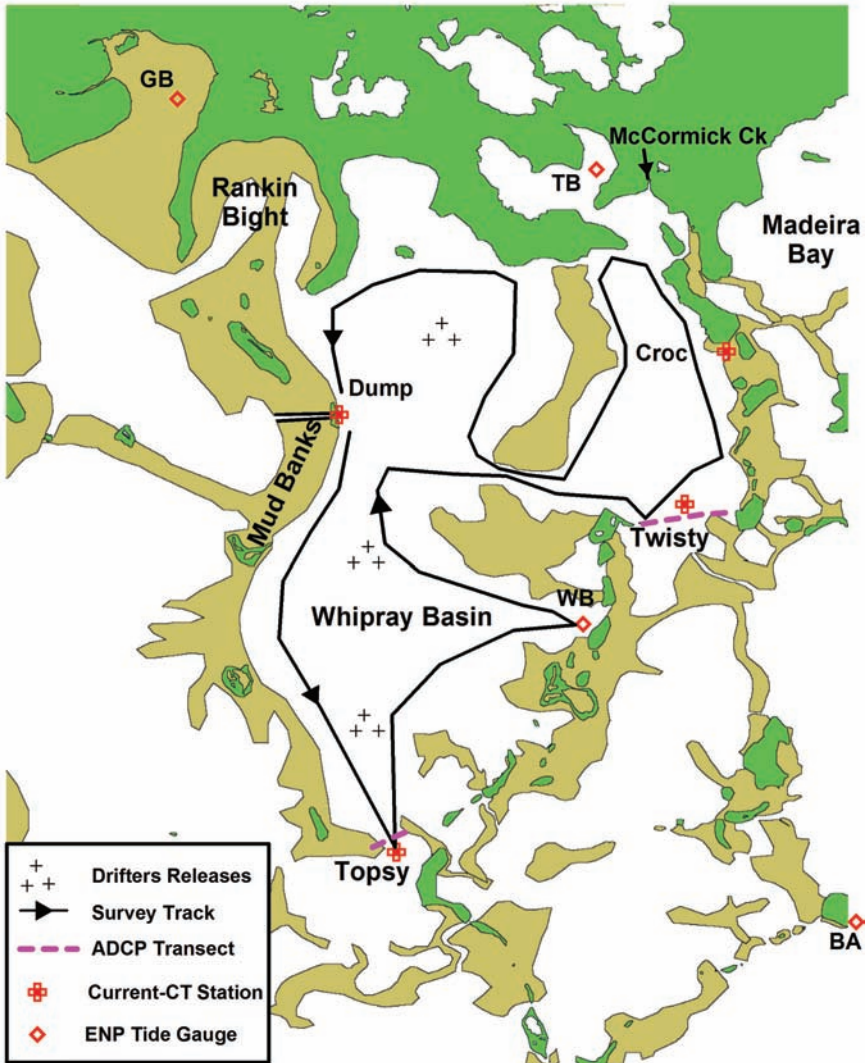 GB
McCormick Ck
TB
Rankin
Bight
Madeira
Bay
Croc
Dump
Mud Banks
Twisty
WB
Whipray Basin
Topsy
BA
Drifters Releases
Survey Track
ADCP Transect
Current-CT Station
ENP Tide Gauge